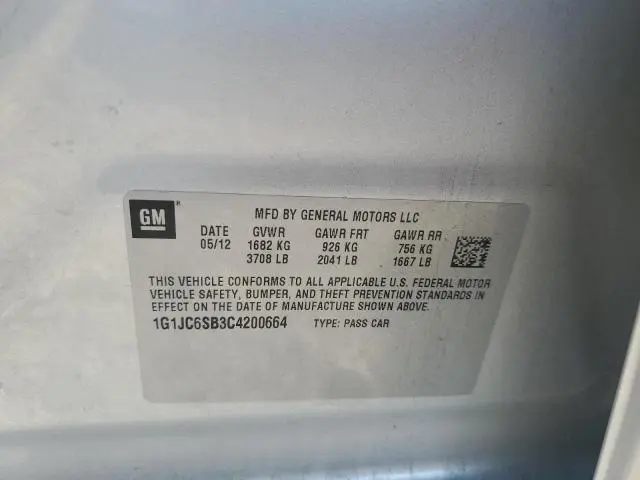 GM ®
MFD BY GENERAL MOTORS LLC
DATE GVWR GAWR FRT GAWR RR
05/12 1682 KG 926 KG 756 KG
3708 LB 2041 LB 1667 LB
THIS VEHICLE CONFORMS TO ALL APPLICABLE U.S. FEDERAL MOTOR
VEHICLE SAFETY, BUMPER, AND THEFT PREVENTION STANDARDS IN
EFFECT ON THE DATE OF MANUFACTURE SHOWN ABOVE.
1G1JC6SB3C4200664 TYPE: PASS CAR